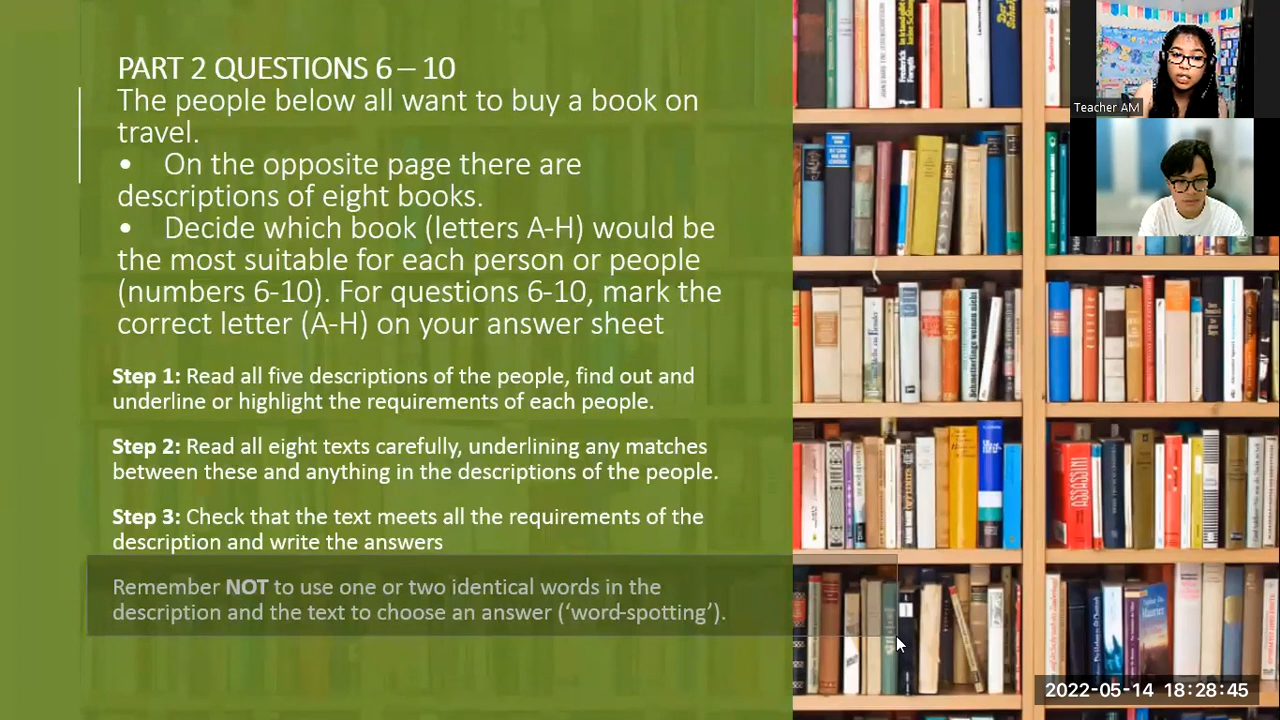 PART 2 QUESTIONS 6 – 10
The people below all want to buy a book on
travel.
• On the opposite page there are
descriptions of eight books.
• Decide which book (letters A-H) would be
the most suitable for each person or people
(numbers 6-10). For questions 6-10, mark the
correct letter (A-H) on your answer sheet
Step 1: Read all five descriptions of the people, find out and
underline or highlight the requirements of each people.
Step 2: Read all eight texts carefully, underlining any matches
between these and anything in the descriptions of the people.
Step 3: Check that the text meets all the requirements of the
description and write the answers
Remember NOT to use one or two identical words in the
description and the text to choose an answer (‘word-spotting’).
Teacher AM
ASSASSINI
2022-05-14 18:28:45